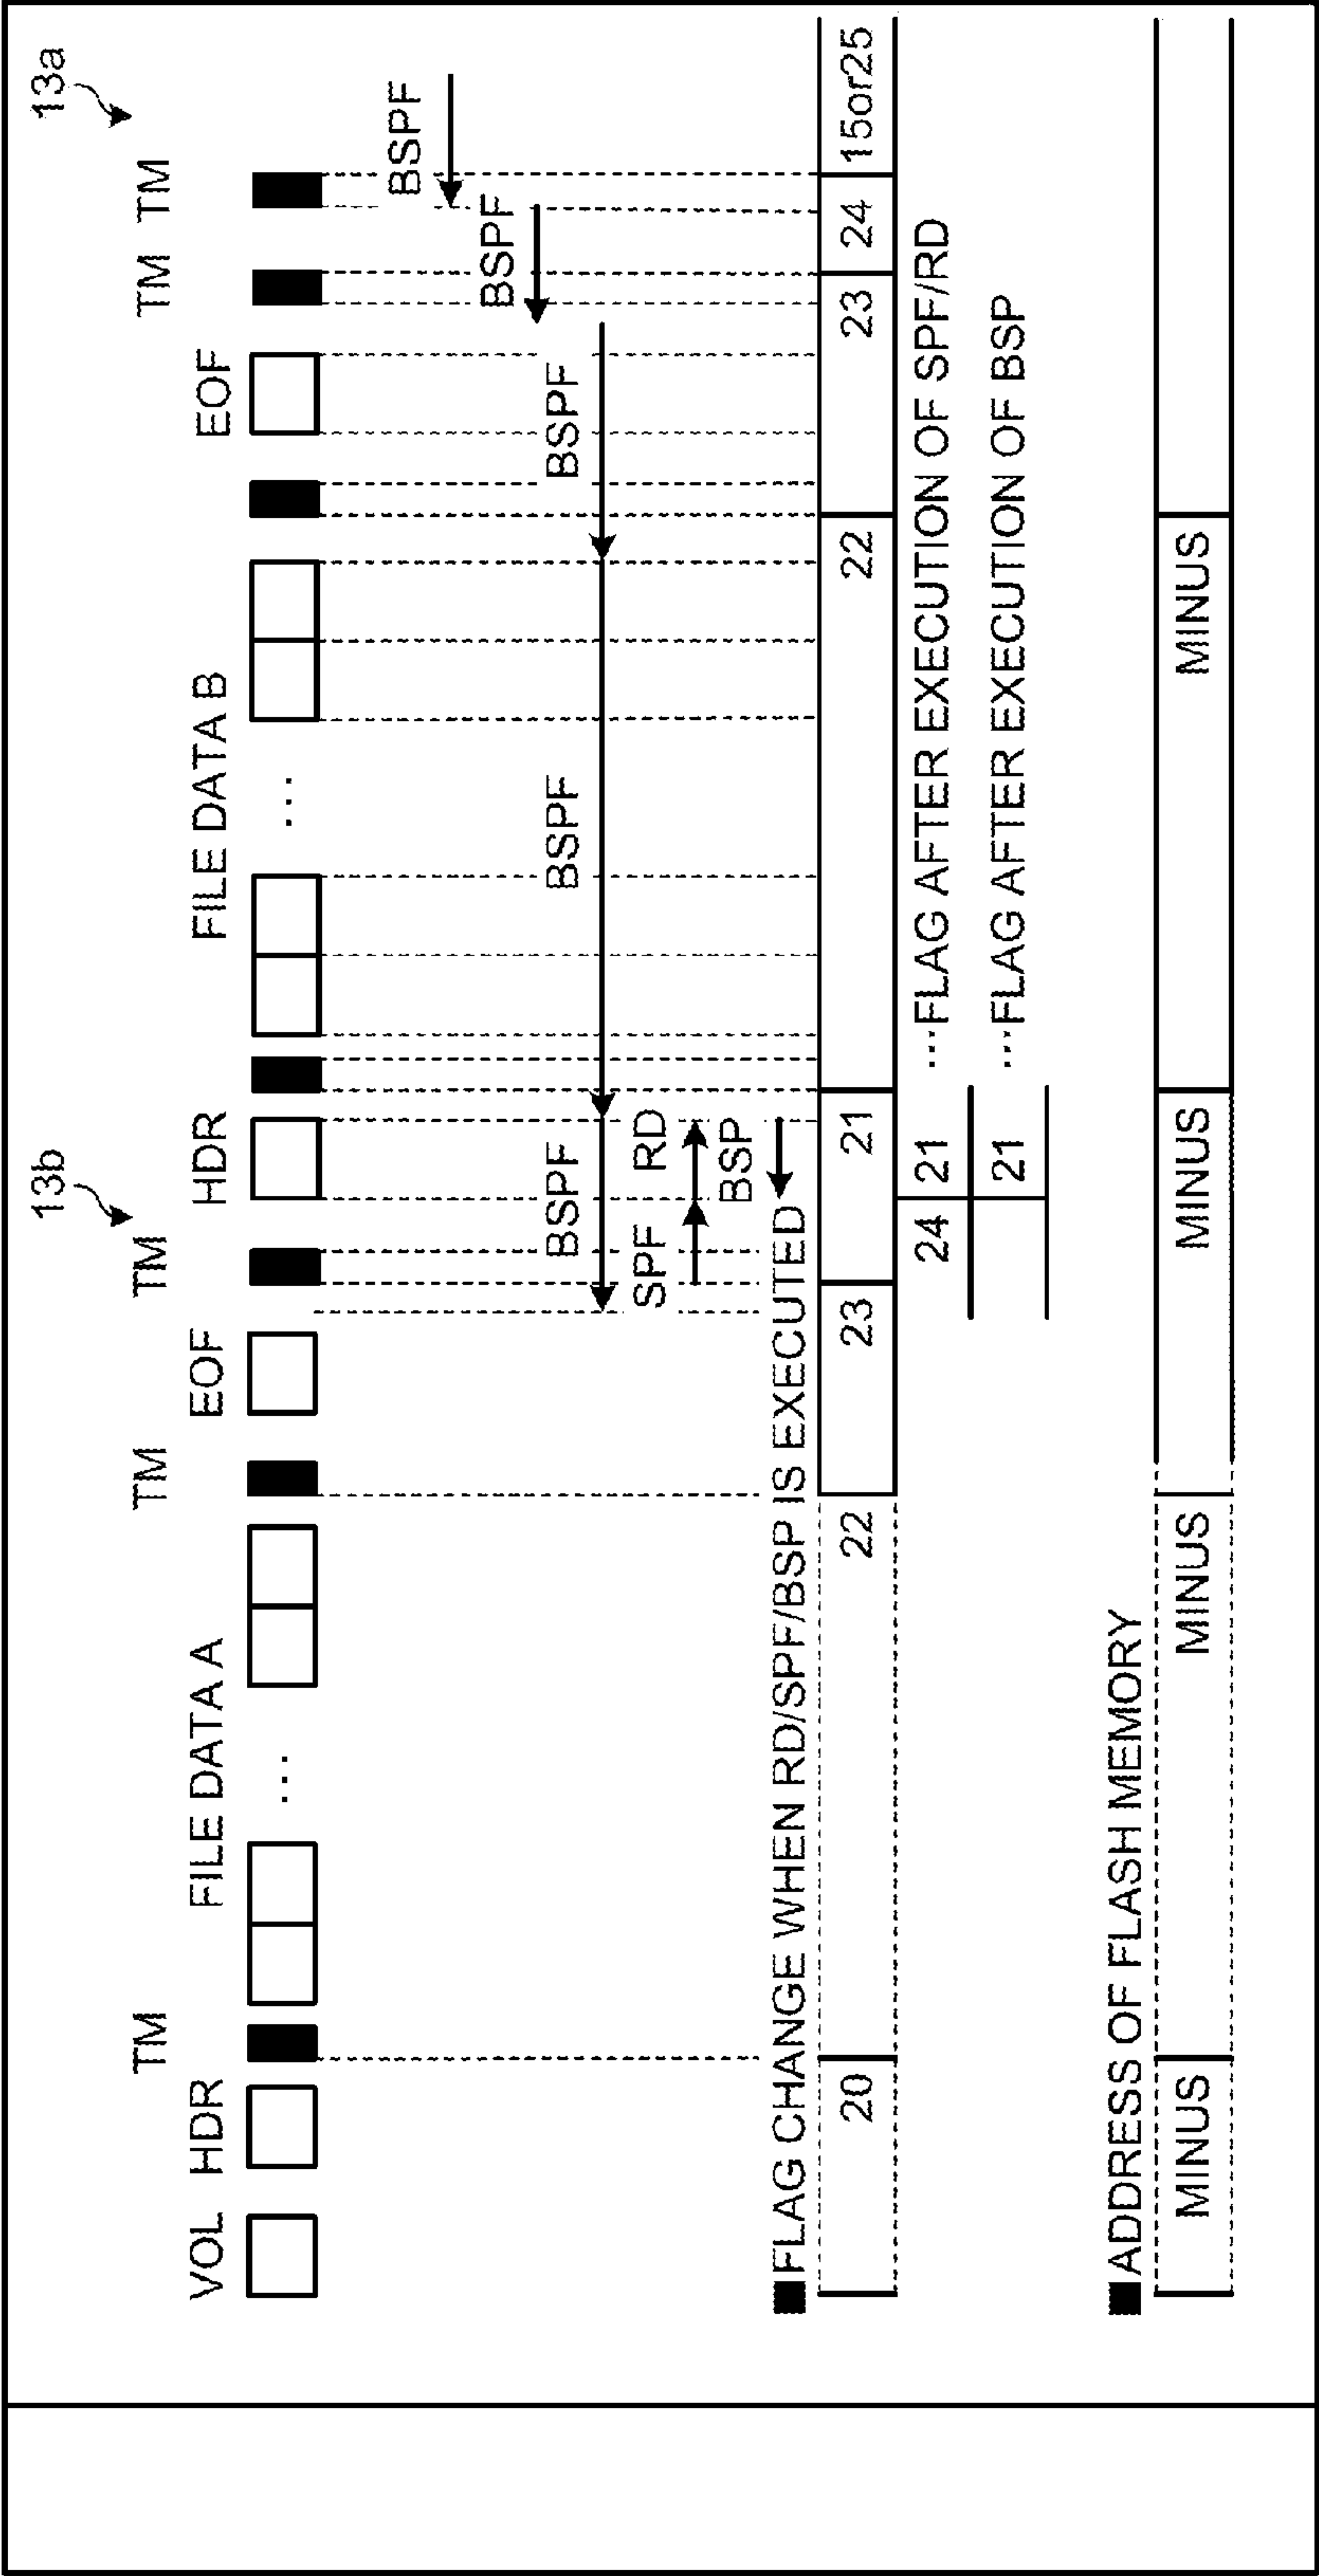 13b 13a
TM TM TM TM TM
VOL HDR FILE DATA A EOF HDR FILE DATA B EOF
... ...
BSPF
BSPF
BSPF BSPF BSPF
SPF RD
BSP
■FLAG CHANGE WHEN RD/SPF/BSP IS EXECUTED
20 22 23 21 22 23 24 15or25
24 21 ...FLAG AFTER EXECUTION OF SPF/RD
21 ...FLAG AFTER EXECUTION OF BSP
■ADDRESS OF FLASH MEMORY
MINUS MINUS MINUS MINUS